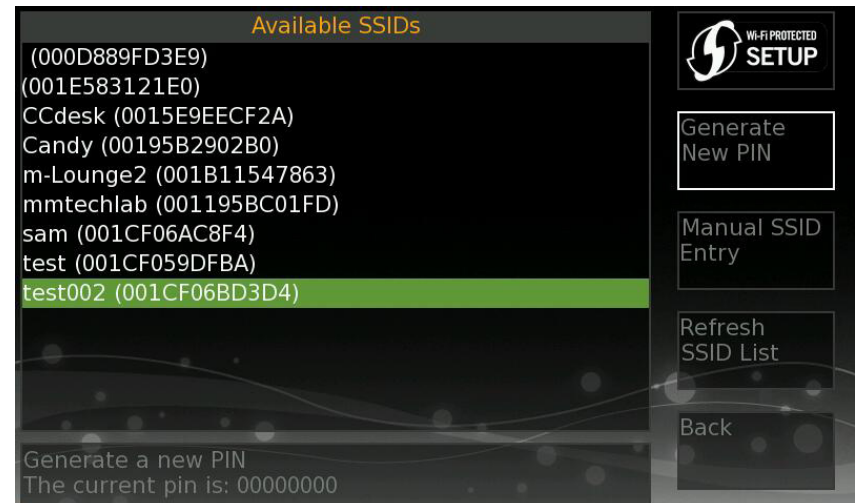 Available SSIDs
(000D889FD3E9)
(001E583121E0)
CCdesk (0015E9EECF2A)
Candy (00195B2902B0)
m-Lounge2 (001B11547863)
mmtechlab (001195BC01FD)
sam (001CF06AC8F4)
test (001CF059DFBA)
test002 (001CF06BD3D4)
Generate a new PIN
The current pin is: 00000000
Wi-Fi PROTECTED
SETUP
Generate
New PIN
Manual SSID
Entry
Refresh
SSID List
Back